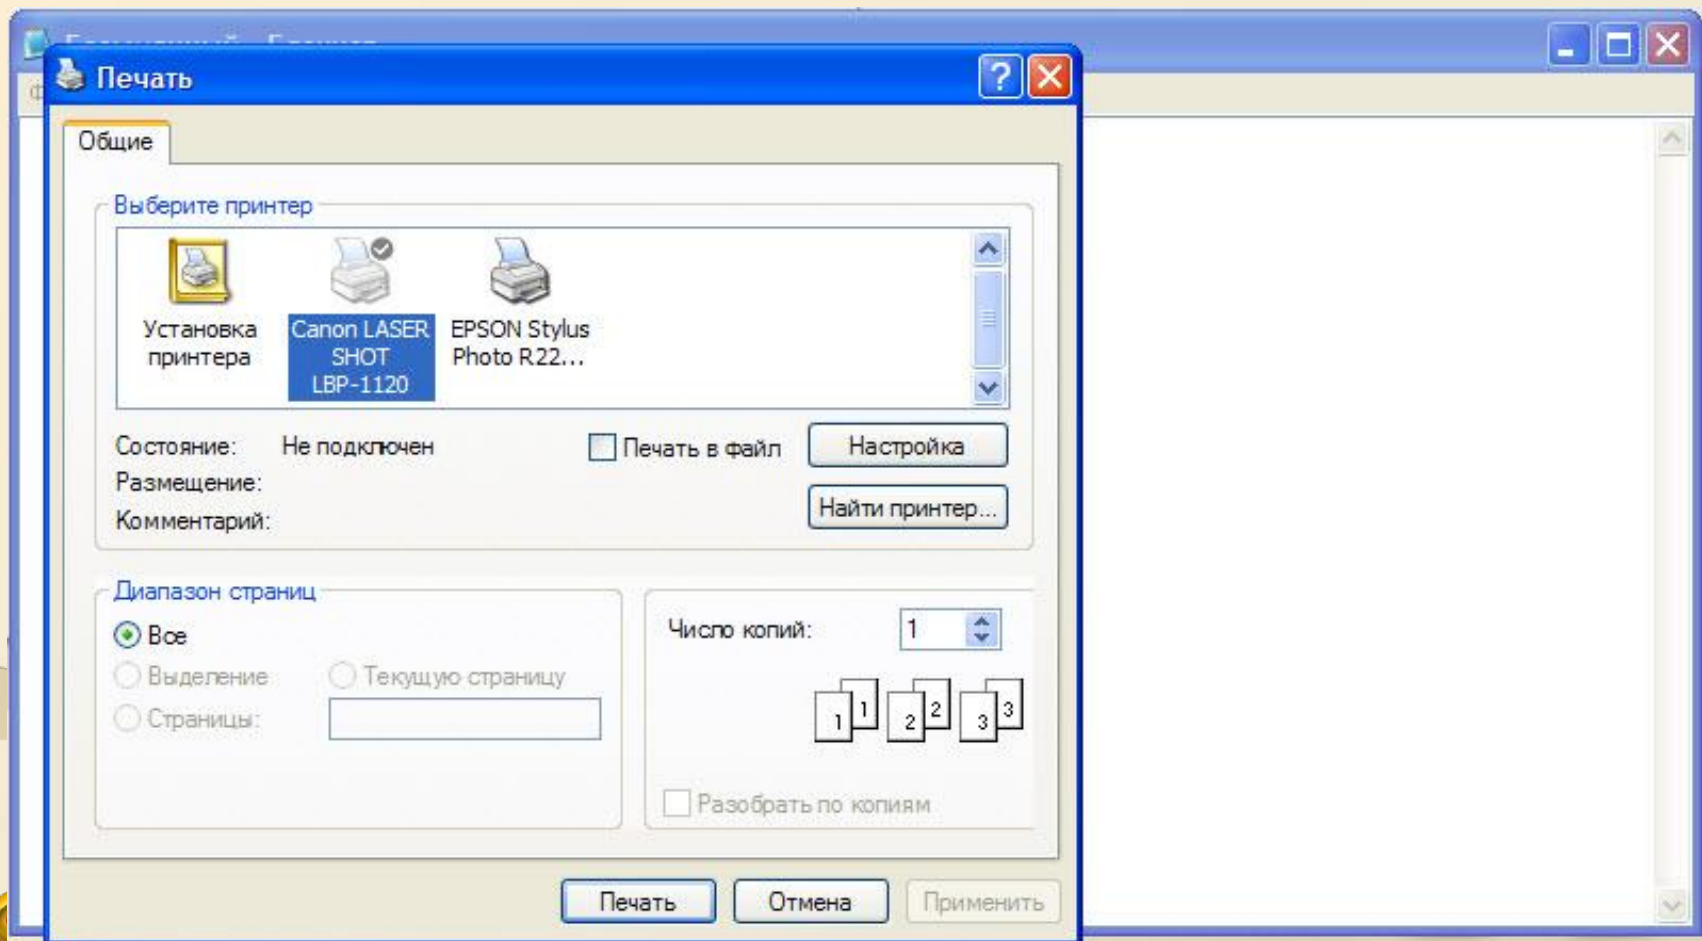 Печать
Общие
Выберите принтер
Установка принтера
Canon LASER SHOT LBP-1120
EPSON Stylus Photo R22...
Состояние: Не подключен
Печать в файл
Настройка
Размещение:
Комментарий:
Найти принтер...
Диапазон страниц
Все
Выделение
Текущую страницу
Страницы:
Число копий: 1
1 1 2 2 3 3
Разобрать по копиям
Печать
Отмена
Применить